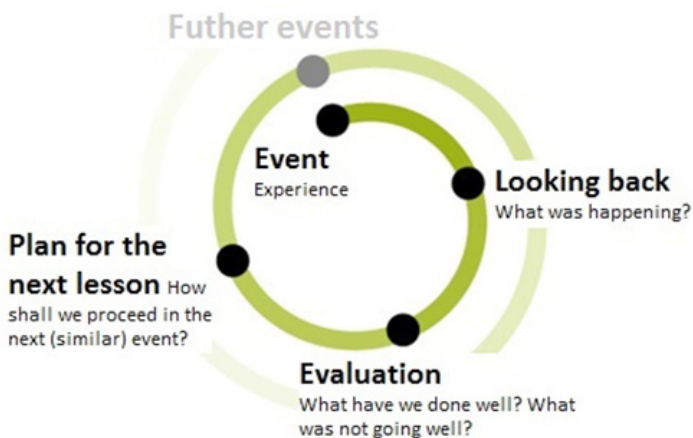 Futher events
Event
Experience
Looking back
What was happening?
Plan for the
next lesson How
shall we proceed in the
next (similar) event?
Evaluation
What have we done well? What
was not going well?